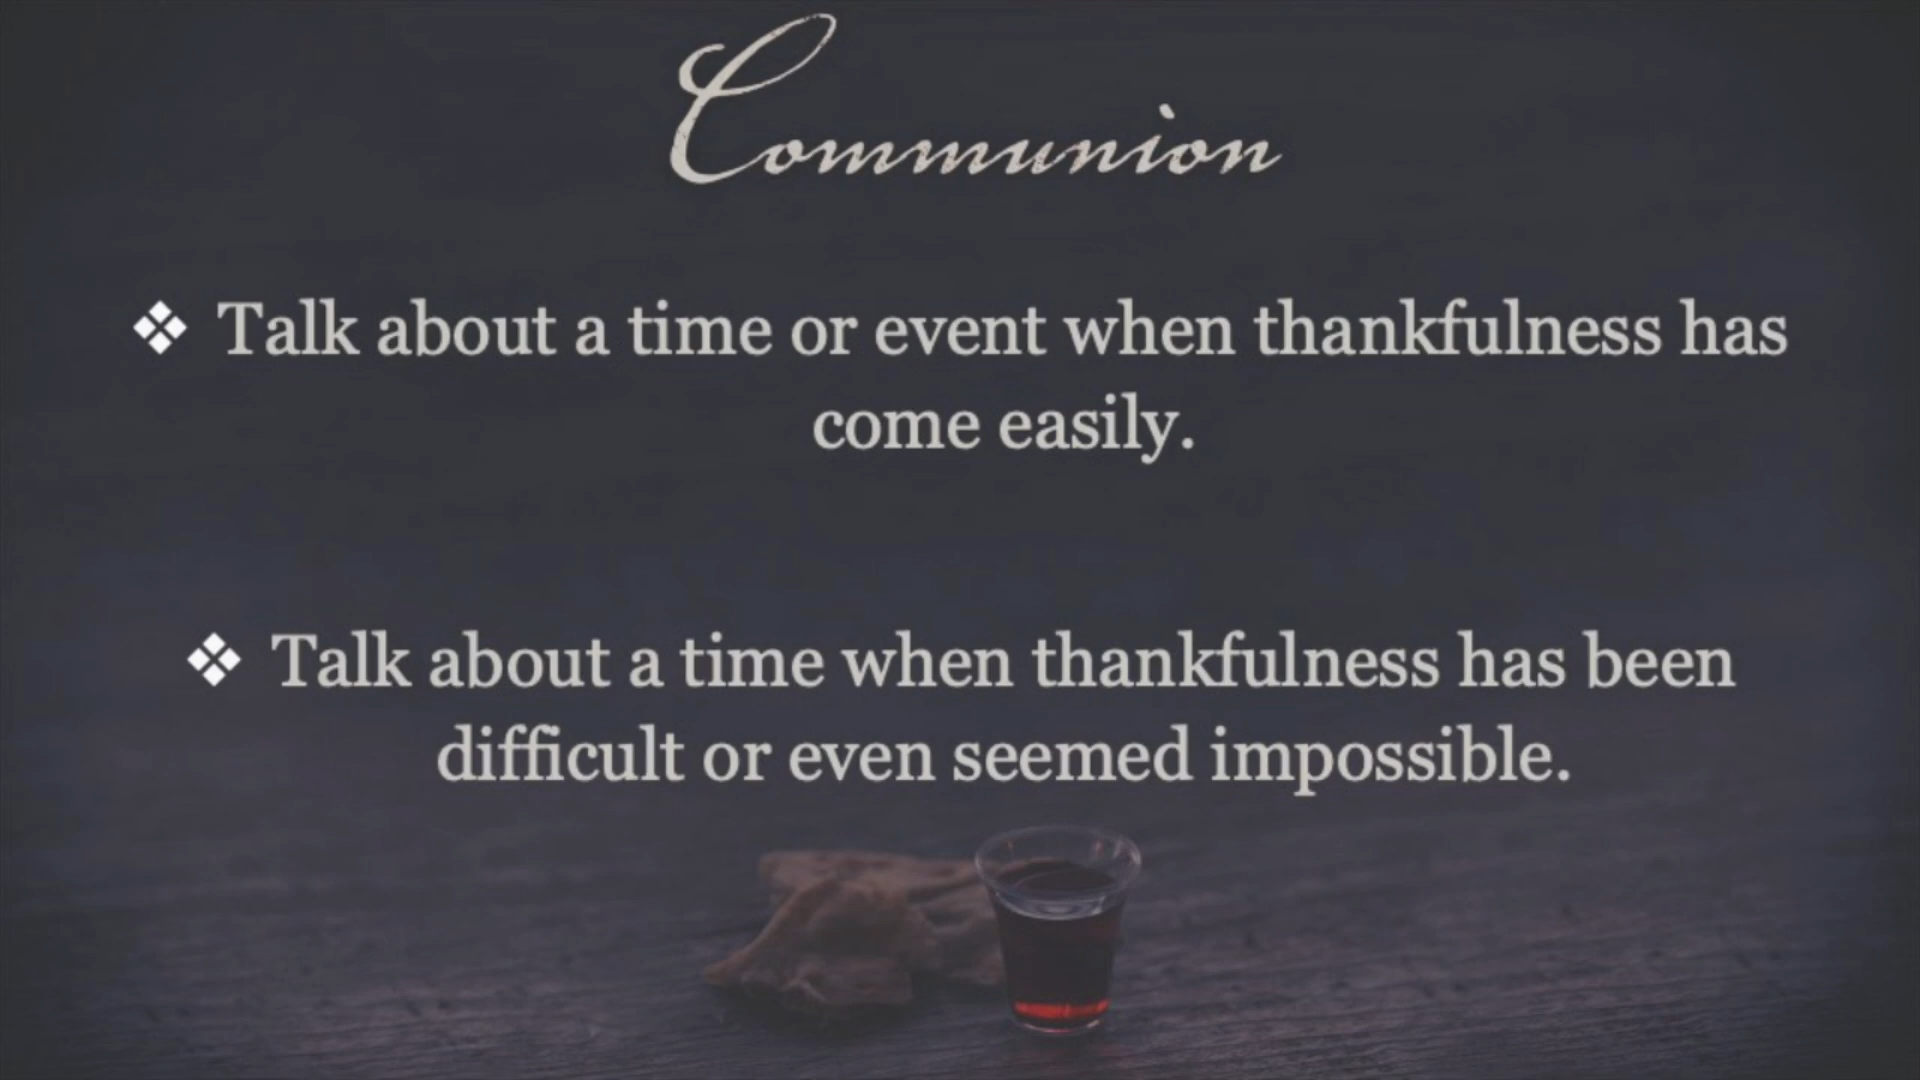 Communion
❖ Talk about a time or event when thankfulness has
come easily.
❖ Talk about a time when thankfulness has been
difficult or even seemed impossible.